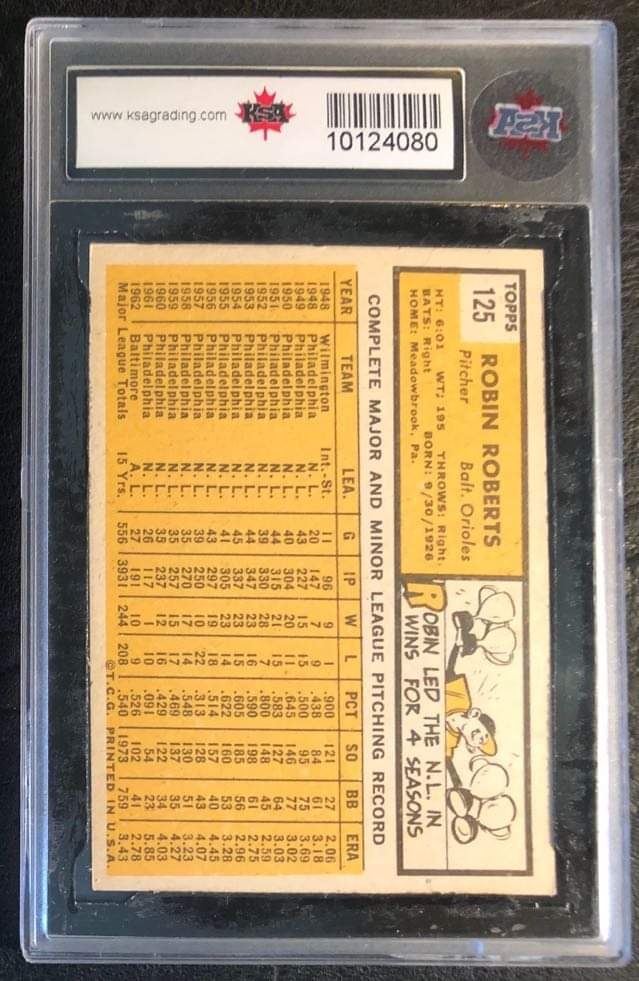 www.ksagrading.com
KSA
10124080
KSA
TOPPS
125
ROBIN ROBERTS
Pitcher Balt. Orioles
HT: 6:01 WT: 195 THROWS: Right
BATS: Right BORN: 9/30/1926
HOME: Meadowbrook, Pa.
ROBIN LED THE N.L. IN
WINS FOR 4 SEASONS
COMPLETE MAJOR AND MINOR LEAGUE PITCHING RECORD
YEAR TEAM LEA. G IP W L PCT SO BB ERA
1948 Wilmington Int.-St. 11 96 9 1 .900 121 27 2.06
1948 Philadelphia N. L. 20 147 7 9 .438 84 61 3.18
1949 Philadelphia N. L. 43 227 15 15 .500 95 75 3.69
1950 Philadelphia N. L. 40 304 20 11 .645 146 77 3.02
1951 Philadelphia N. L. 44 315 21 15 .583 127 64 3.03
1952 Philadelphia N. L. 39 330 28 7 .800 148 45 2.59
1953 Philadelphia N. L. 44 347 23 16 .590 198 61 2.75
1954 Philadelphia N. L. 45 337 23 15 .605 185 56 2.96
1955 Philadelphia N. L. 41 305 23 14 .622 160 53 3.28
1956 Philadelphia N. L. 43 297 19 18 .514 157 40 4.45
1957 Philadelphia N. L. 39 250 10 22 .313 128 43 4.07
1958 Philadelphia N. L. 35 270 17 14 .548 130 51 3.23
1959 Philadelphia N. L. 35 257 15 17 .469 137 35 4.27
1960 Philadelphia N. L. 35 237 12 16 .429 122 34 4.03
1961 Philadelphia N. L. 26 117 1 10 .091 54 23 5.85
1962 Baltimore A. L. 27 191 10 9 .526 102 41 2.78
Major League Totals 15 Yrs. 556 3931 244 208 .540 1973 759 3.43
©T.C.G. PRINTED IN U.S.A.